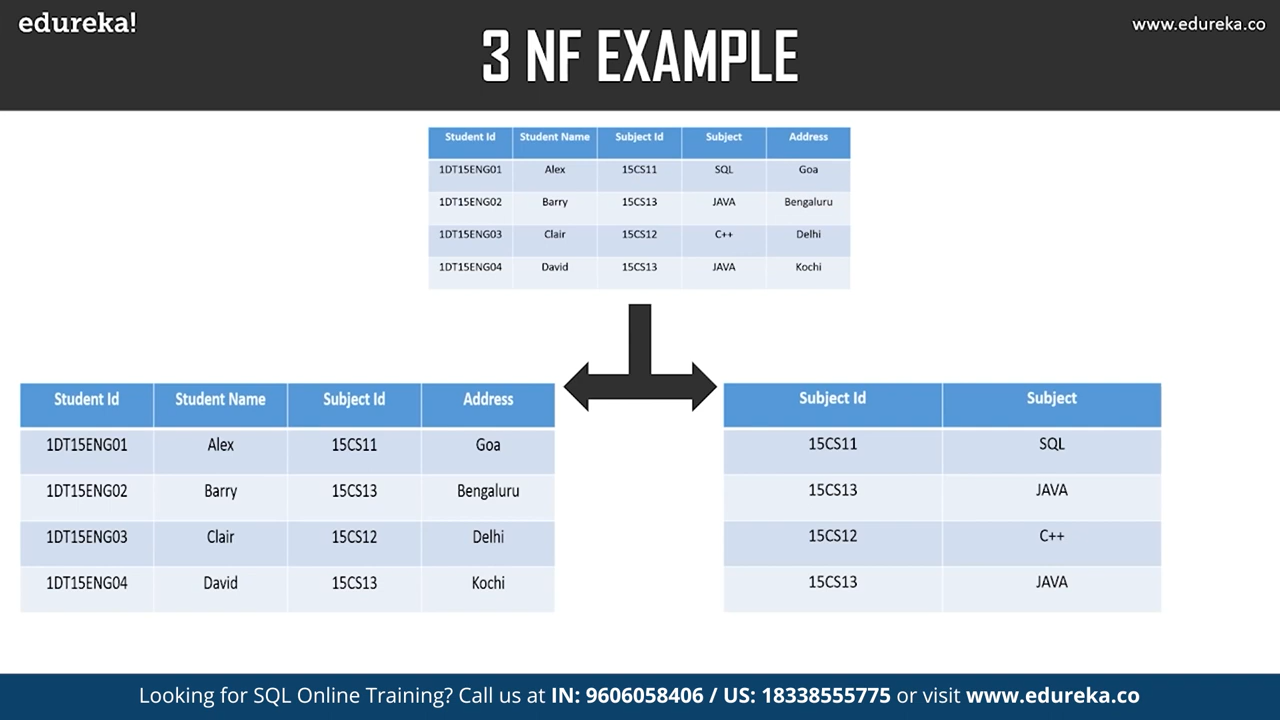 edureka!
www.edureka.co
3 NF EXAMPLE
Student Id Student Name Subject Id Subject Address
1DT15ENG01 Alex 15CS11 SQL Goa
1DT15ENG02 Barry 15CS13 JAVA Bengaluru
1DT15ENG03 Clair 15CS12 C++ Delhi
1DT15ENG04 David 15CS13 JAVA Kochi
Student Id Student Name Subject Id Address
1DT15ENG01 Alex 15CS11 Goa
1DT15ENG02 Barry 15CS13 Bengaluru
1DT15ENG03 Clair 15CS12 Delhi
1DT15ENG04 David 15CS13 Kochi
Subject Id Subject
15CS11 SQL
15CS13 JAVA
15CS12 C++
15CS13 JAVA
Looking for SQL Online Training? Call us at IN: 9606058406 / US: 18338555775 or visit www.edureka.co